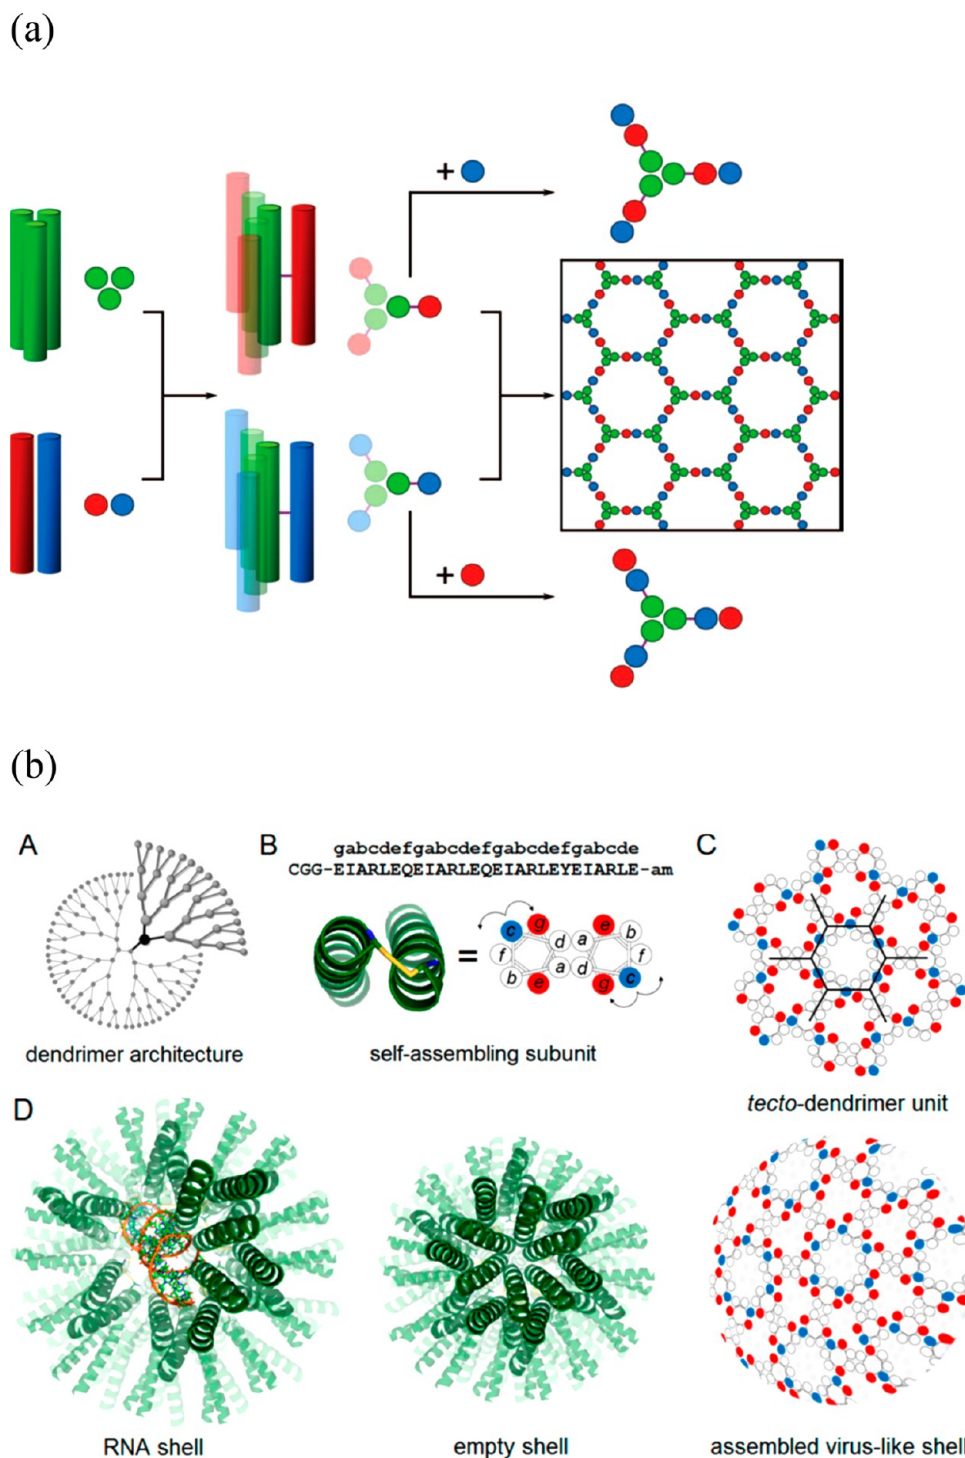 (a)
+
+
(b)
A
dendrimer architecture
B
gabcdefgabcdefgabcdefgabcde
CGG-EIARLEQEIARLEQEIARLEYEIARLE-am
=
c g e b
f d a f
b e a d g c
self-assembling subunit
C
tecto-dendrimer unit
D
RNA shell
empty shell
assembled virus-like shell